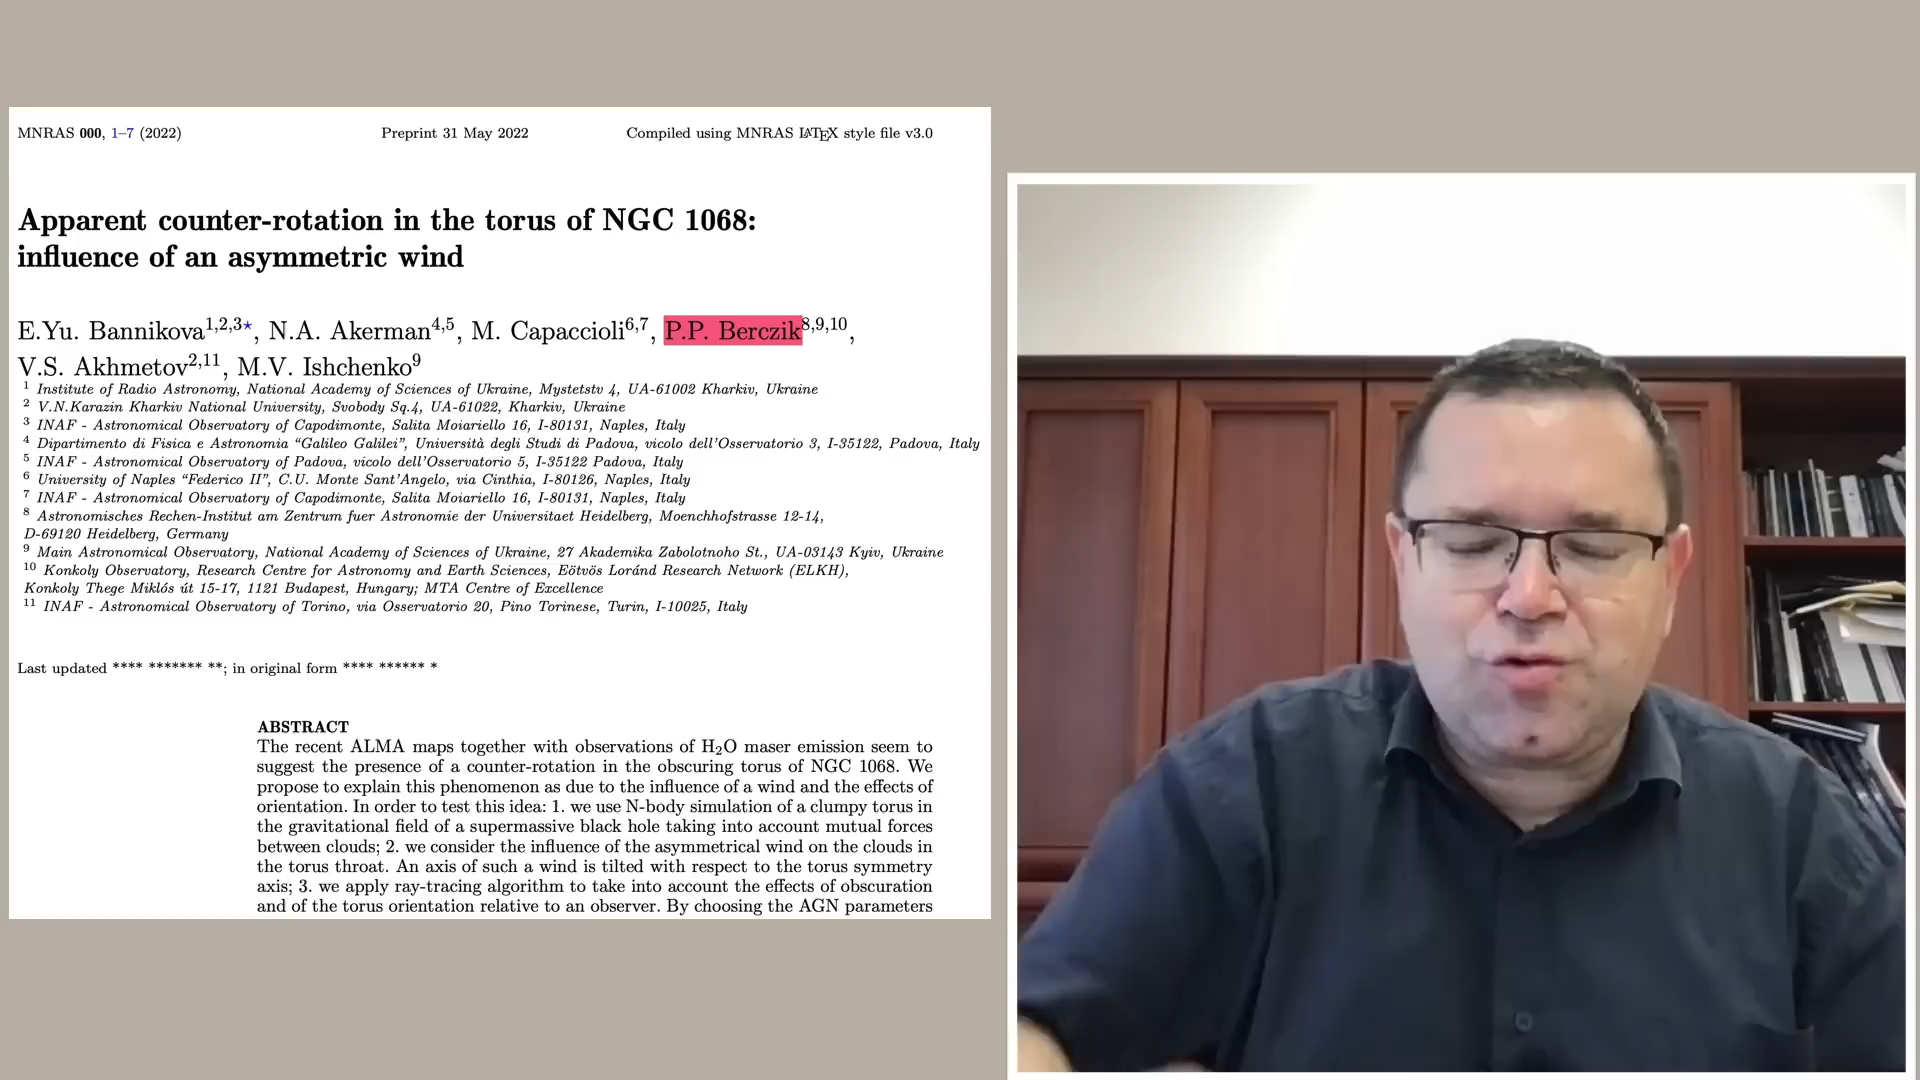 MNRAS 000, 1–7 (2022) Preprint 31 May 2022 Compiled using MNRAS LATEX style file v3.0
Apparent counter-rotation in the torus of NGC 1068:
influence of an asymmetric wind
E.Yu. Bannikova1,2,3⋆, N.A. Akerman4,5, M. Capaccioli6,7, P.P. Berczik8,9,10,
V.S. Akhmetov2,11, M.V. Ishchenko9
1 Institute of Radio Astronomy, National Academy of Sciences of Ukraine, Mystetstv 4, UA-61002 Kharkiv, Ukraine
2 V.N.Karazin Kharkiv National University, Svobody Sq.4, UA-61022, Kharkiv, Ukraine
3 INAF - Astronomical Observatory of Capodimonte, Salita Moiariello 16, I-80131, Naples, Italy
4 Dipartimento di Fisica e Astronomia “Galileo Galilei”, Università degli Studi di Padova, vicolo dell’Osservatorio 3, I-35122, Padova, Italy
5 INAF - Astronomical Observatory of Padova, vicolo dell’Osservatorio 5, I-35122 Padova, Italy
6 University of Naples “Federico II”, C.U. Monte Sant’Angelo, via Cinthia, I-80126, Naples, Italy
7 INAF - Astronomical Observatory of Capodimonte, Salita Moiariello 16, I-80131, Naples, Italy
8 Astronomisches Rechen-Institut am Zentrum fuer Astronomie der Universitaet Heidelberg, Moenchhofstrasse 12-14,
D-69120 Heidelberg, Germany
9 Main Astronomical Observatory, National Academy of Sciences of Ukraine, 27 Akademika Zabolotnoho St., UA-03143 Kyiv, Ukraine
10 Konkoly Observatory, Research Centre for Astronomy and Earth Sciences, Eötvös Loránd Research Network (ELKH),
Konkoly Thege Miklós út 15-17, 1121 Budapest, Hungary; MTA Centre of Excellence
11 INAF - Astronomical Observatory of Torino, via Osservatorio 20, Pino Torinese, Turin, I-10025, Italy
Last updated **** ******* **; in original form **** ****** *
ABSTRACT
The recent ALMA maps together with observations of H2O maser emission seem to
suggest the presence of a counter-rotation in the obscuring torus of NGC 1068. We
propose to explain this phenomenon as due to the influence of a wind and the effects of
orientation. In order to test this idea: 1. we use N-body simulation of a clumpy torus in
the gravitational field of a supermassive black hole taking into account mutual forces
between clouds; 2. we consider the influence of the asymmetrical wind on the clouds in
the torus throat. An axis of such a wind is tilted with respect to the torus symmetry
axis; 3. we apply ray-tracing algorithm to take into account the effects of obscuration
and of the torus orientation relative to an observer. By choosing the AGN parameters